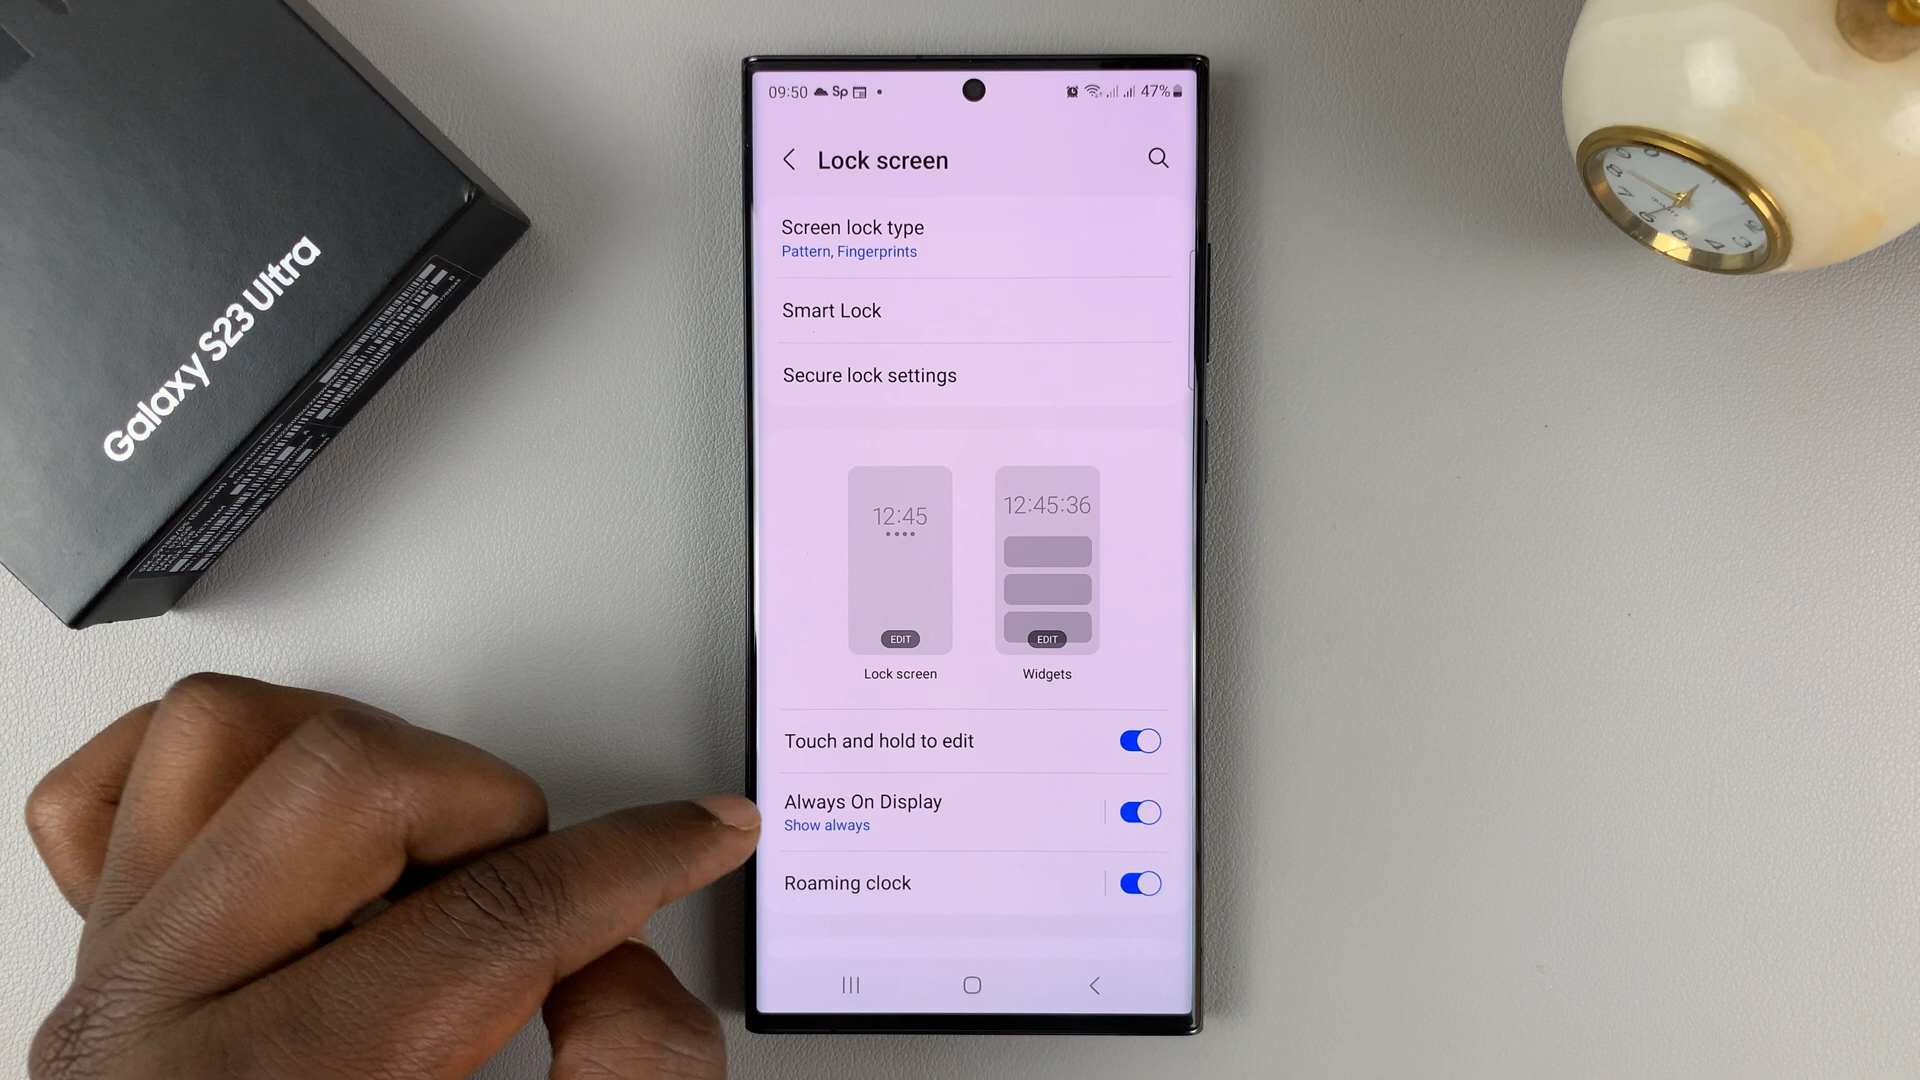 Galaxy S23 Ultra
09:50 Sp 47%
Lock screen
Screen lock type
Pattern, Fingerprints
Smart Lock
Secure lock settings
12:45
EDIT
Lock screen
12:45:36
EDIT
Widgets
Touch and hold to edit
Always On Display
Show always
Roaming clock